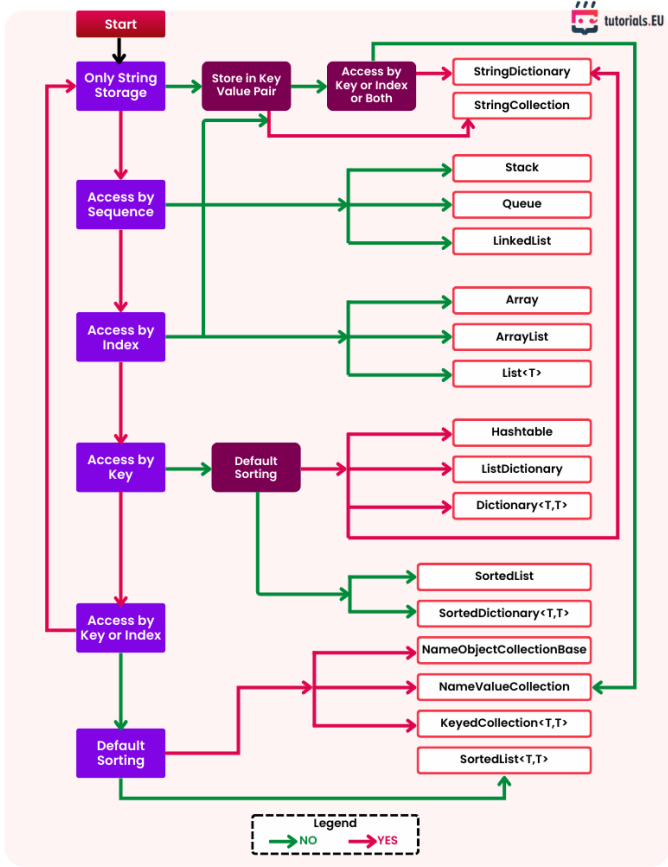 tutorials.EU
Start
Only String
Storage
Store in Key
Value Pair
Access by
Key or Index
or Both
StringDictionary
StringCollection
Access by
Sequence
Stack
Queue
LinkedList
Access by
Index
Array
ArrayList
List<T>
Access by
Key
Default
Sorting
Hashtable
ListDictionary
Dictionary<T,T>
SortedList
SortedDictionary<T,T>
Access by
Key or Index
NameObjectCollectionBase
NameValueCollection
KeyedCollection<T,T>
Default
Sorting
SortedList<T,T>
Legend
NO
YES